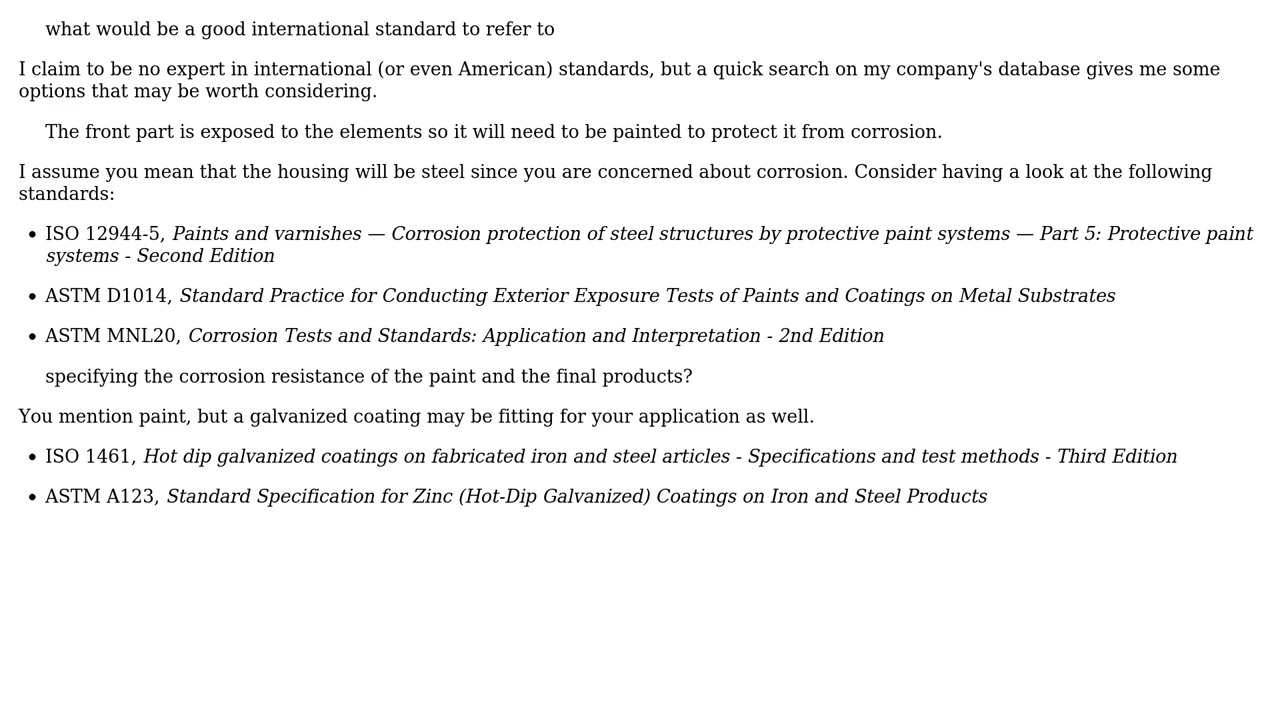 what would be a good international standard to refer to
I claim to be no expert in international (or even American) standards, but a quick search on my company's database gives me some
options that may be worth considering.
The front part is exposed to the elements so it will need to be painted to protect it from corrosion.
I assume you mean that the housing will be steel since you are concerned about corrosion. Consider having a look at the following
standards:
• ISO 12944-5, Paints and varnishes — Corrosion protection of steel structures by protective paint systems — Part 5: Protective paint
systems - Second Edition
• ASTM D1014, Standard Practice for Conducting Exterior Exposure Tests of Paints and Coatings on Metal Substrates
• ASTM MNL20, Corrosion Tests and Standards: Application and Interpretation - 2nd Edition
specifying the corrosion resistance of the paint and the final products?
You mention paint, but a galvanized coating may be fitting for your application as well.
• ISO 1461, Hot dip galvanized coatings on fabricated iron and steel articles - Specifications and test methods - Third Edition
• ASTM A123, Standard Specification for Zinc (Hot-Dip Galvanized) Coatings on Iron and Steel Products